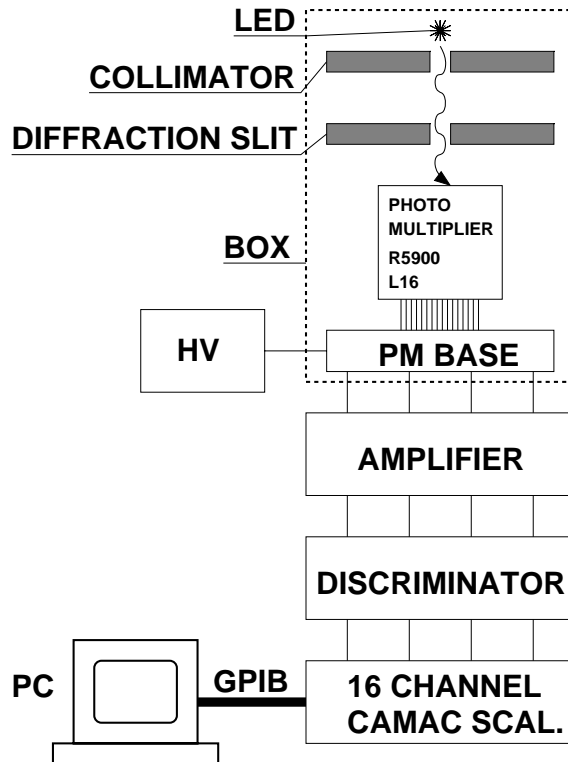 LED
COLLIMATOR
DIFFRACTION SLIT
PHOTO
MULTIPLIER
R5900
L16
BOX
HV
PM BASE
AMPLIFIER
DISCRIMINATOR
PC
GPIB
16 CHANNEL
CAMAC SCAL.